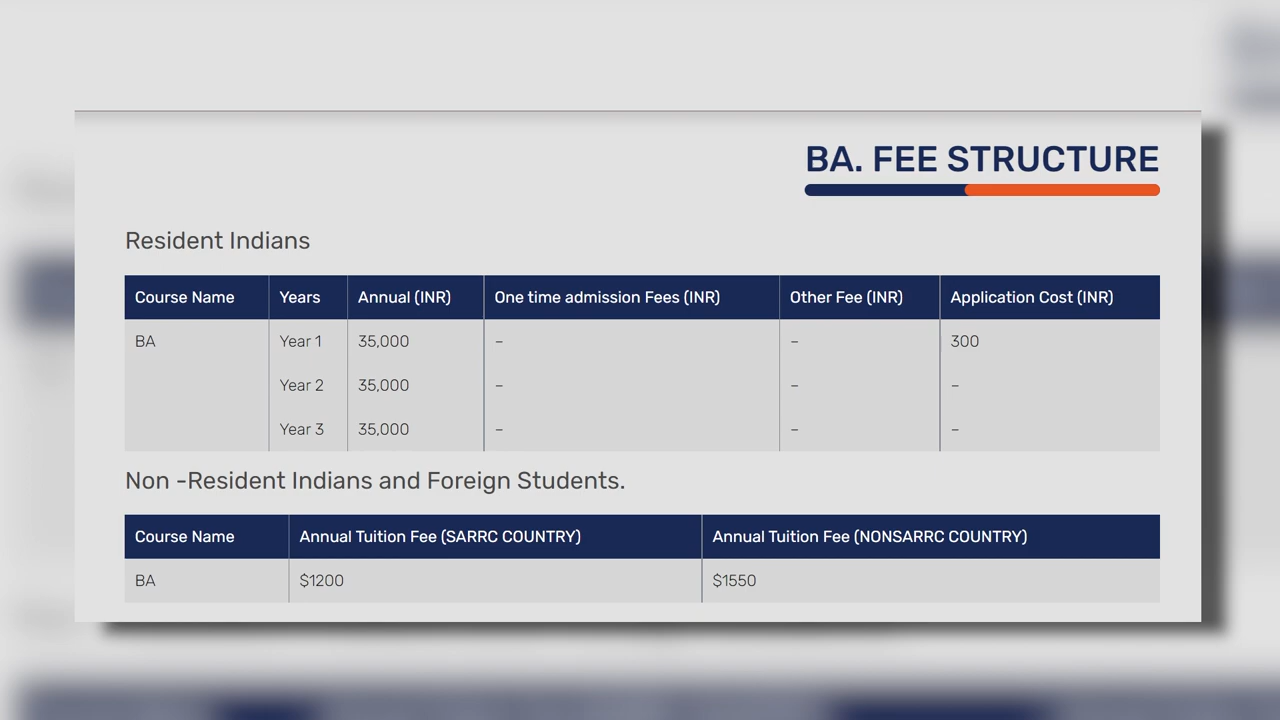 BA. FEE STRUCTURE
Resident Indians
Course Name Years Annual (INR) One time admission Fees (INR) Other Fee (INR) Application Cost (INR)
BA Year 1 35,000 – – 300
Year 2 35,000 – – –
Year 3 35,000 – – –
Non -Resident Indians and Foreign Students.
Course Name Annual Tuition Fee (SARRC COUNTRY) Annual Tuition Fee (NONSARRC COUNTRY)
BA $1200 $1550